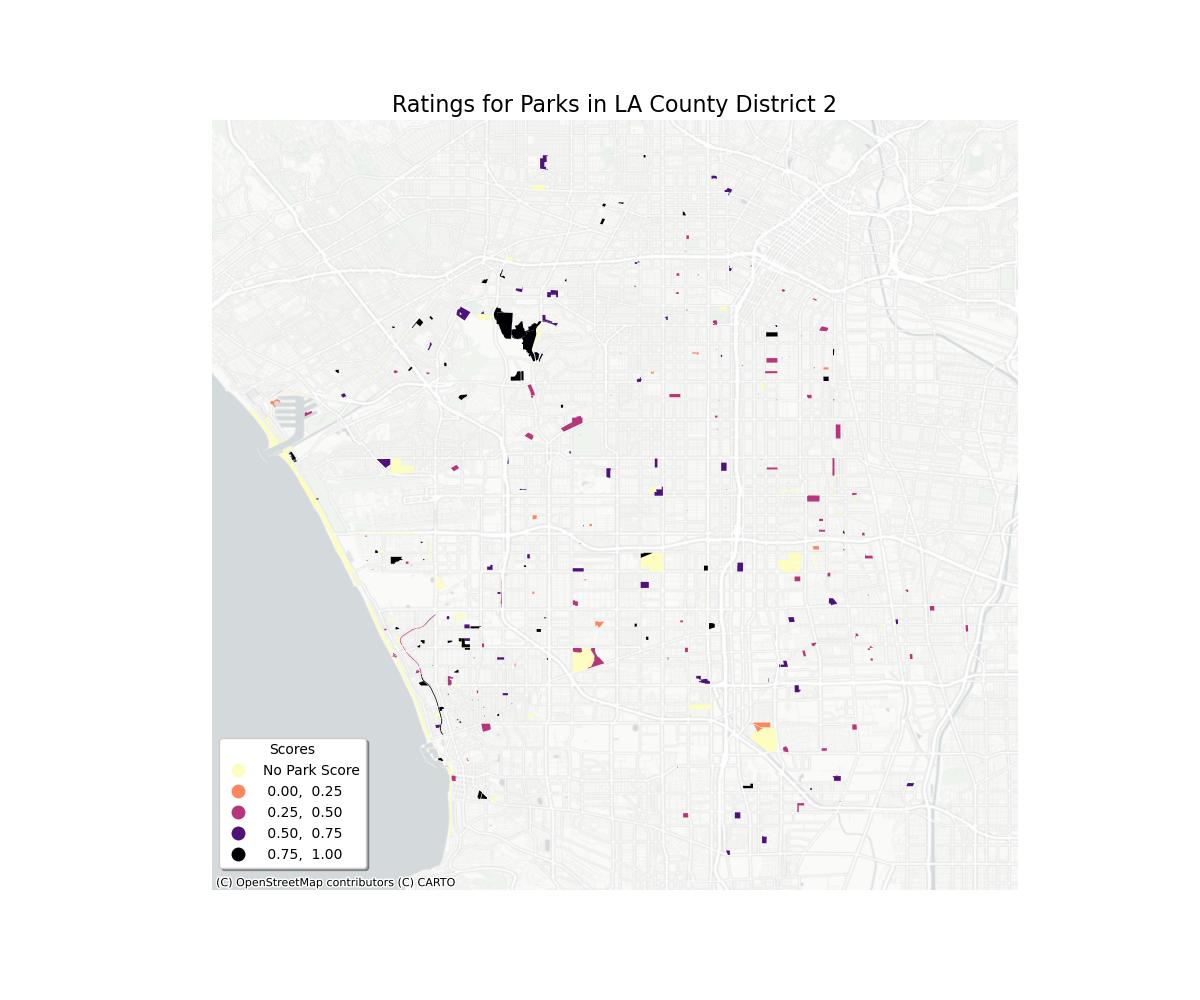 Ratings for Parks in LA County District 2
Scores
No Park Score
0.00, 0.25
0.25, 0.50
0.50, 0.75
0.75, 1.00
(C) OpenStreetMap contributors (C) CARTO